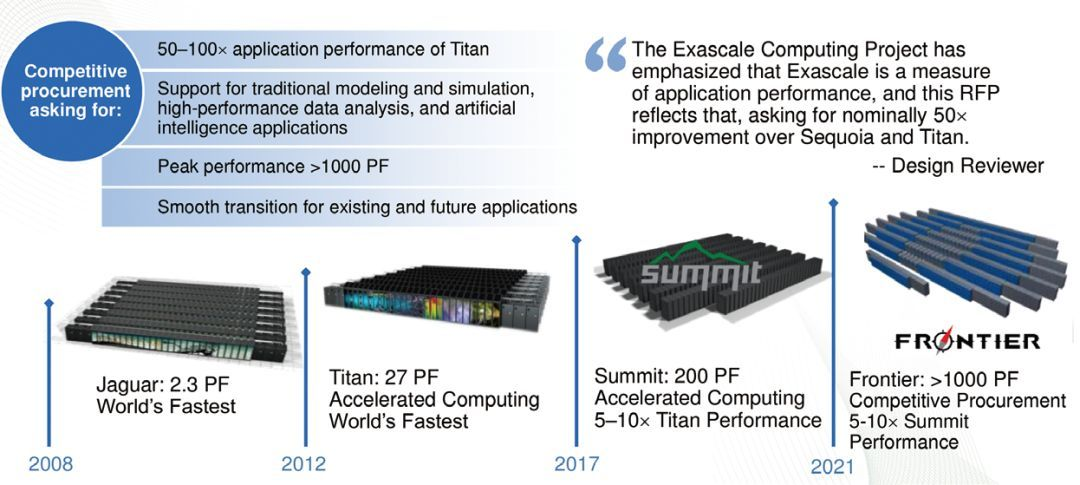 Competitive
procurement
asking for:
50–100× application performance of Titan
Support for traditional modeling and simulation,
high-performance data analysis, and artificial
intelligence applications
Peak performance >1000 PF
Smooth transition for existing and future applications
“
The Exascale Computing Project has
emphasized that Exascale is a measure
of application performance, and this RFP
reflects that, asking for nominally 50×
improvement over Sequoia and Titan.
-- Design Reviewer
Jaguar: 2.3 PF
World's Fastest
2008
Titan: 27 PF
Accelerated Computing
World's Fastest
2012
summit
Summit: 200 PF
Accelerated Computing
5–10× Titan Performance
2017
FRONTIER
Frontier: >1000 PF
Competitive Procurement
5-10× Summit
Performance
2021